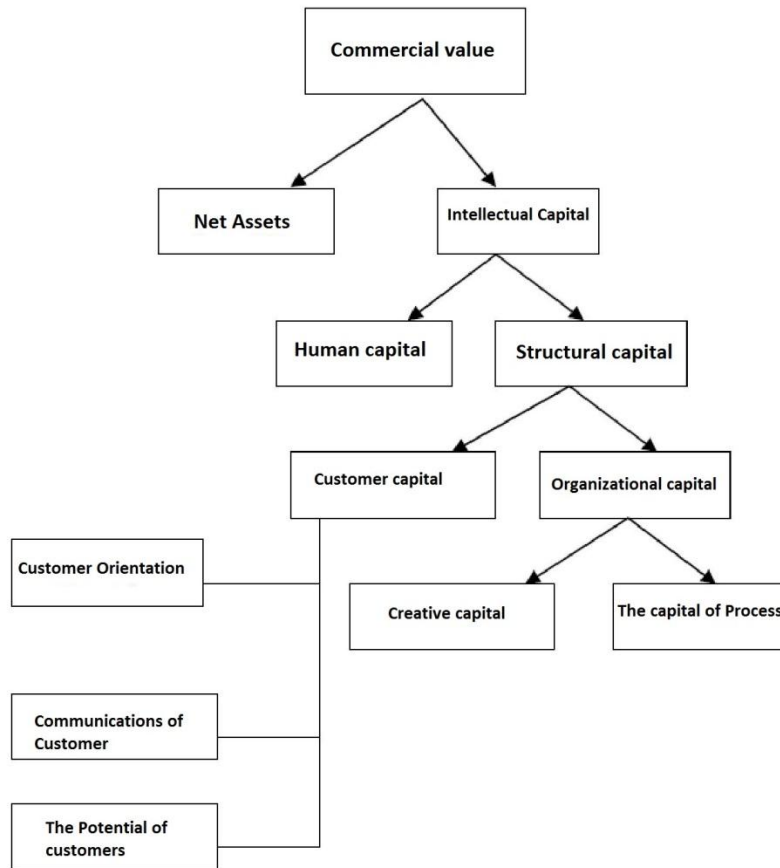 Commercial value
Net Assets
Intellectual Capital
Human capital
Structural capital
Customer capital
Organizational capital
Customer Orientation
Creative capital
The capital of Process
Communications of
Customer
The Potential of
customers